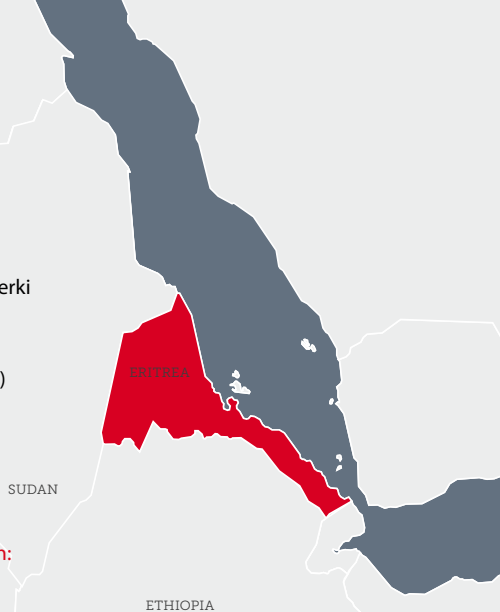 erki
ERITREA
)
SUDAN
n:
ETHIOPIA